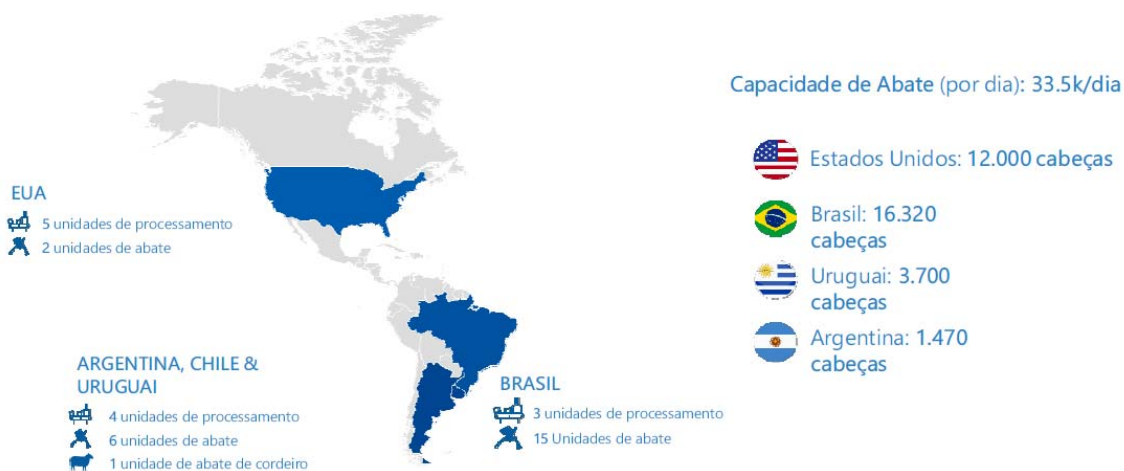 Capacidade de Abate (por dia): 33.5k/dia
Estados Unidos: 12.000 cabeças
Brasil: 16.320
cabeças
Uruguai: 3.700
cabeças
Argentina: 1.470
cabeças
EUA
5 unidades de processamento
2 unidades de abate
ARGENTINA, CHILE &
URUGUAI
4 unidades de processamento
6 unidades de abate
1 unidade de abate de cordeiro
BRASIL
3 unidades de processamento
15 Unidades de abate